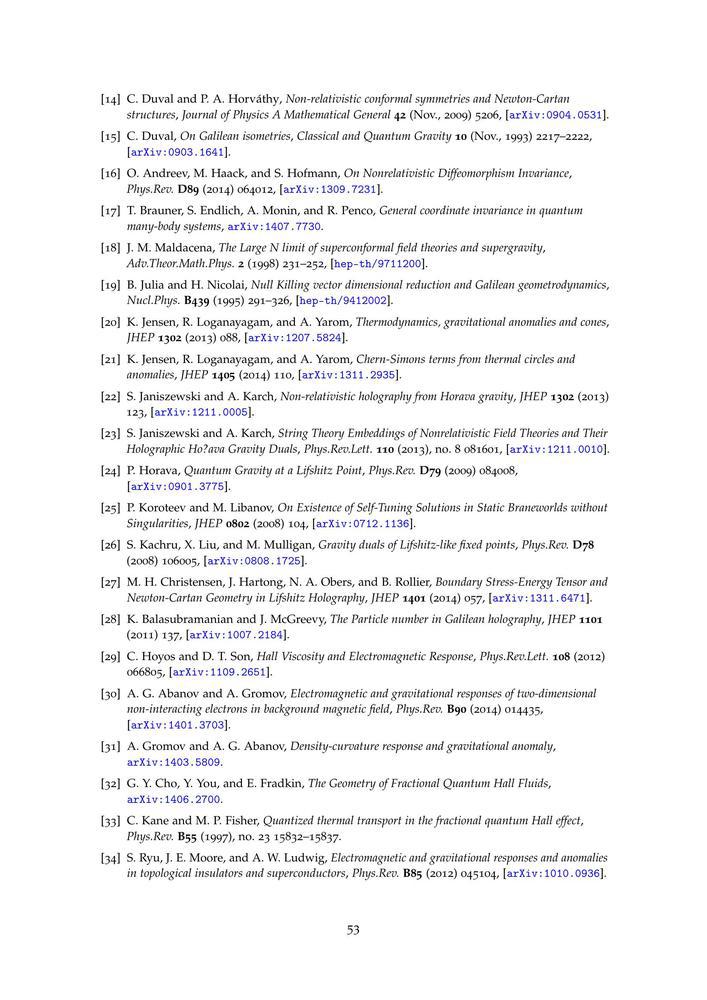 [14] C. Duval and P. A. Horváthy, Non-relativistic conformal symmetries and Newton-Cartan
structures, Journal of Physics A Mathematical General 42 (Nov., 2009) 5206, [arXiv:0904.0531].
[15] C. Duval, On Galilean isometries, Classical and Quantum Gravity 10 (Nov., 1993) 2217–2222,
[arXiv:0903.1641].
[16] O. Andreev, M. Haack, and S. Hofmann, On Nonrelativistic Diffeomorphism Invariance,
Phys.Rev. D89 (2014) 064012, [arXiv:1309.7231].
[17] T. Brauner, S. Endlich, A. Monin, and R. Penco, General coordinate invariance in quantum
many-body systems, arXiv:1407.7730.
[18] J. M. Maldacena, The Large N limit of superconformal field theories and supergravity,
Adv.Theor.Math.Phys. 2 (1998) 231–252, [hep-th/9711200].
[19] B. Julia and H. Nicolai, Null Killing vector dimensional reduction and Galilean geometrodynamics,
Nucl.Phys. B439 (1995) 291–326, [hep-th/9412002].
[20] K. Jensen, R. Loganayagam, and A. Yarom, Thermodynamics, gravitational anomalies and cones,
JHEP 1302 (2013) 088, [arXiv:1207.5824].
[21] K. Jensen, R. Loganayagam, and A. Yarom, Chern-Simons terms from thermal circles and
anomalies, JHEP 1405 (2014) 110, [arXiv:1311.2935].
[22] S. Janiszewski and A. Karch, Non-relativistic holography from Horava gravity, JHEP 1302 (2013)
123, [arXiv:1211.0005].
[23] S. Janiszewski and A. Karch, String Theory Embeddings of Nonrelativistic Field Theories and Their
Holographic Ho?ava Gravity Duals, Phys.Rev.Lett. 110 (2013), no. 8 081601, [arXiv:1211.0010].
[24] P. Horava, Quantum Gravity at a Lifshitz Point, Phys.Rev. D79 (2009) 084008,
[arXiv:0901.3775].
[25] P. Koroteev and M. Libanov, On Existence of Self-Tuning Solutions in Static Braneworlds without
Singularities, JHEP 0802 (2008) 104, [arXiv:0712.1136].
[26] S. Kachru, X. Liu, and M. Mulligan, Gravity duals of Lifshitz-like fixed points, Phys.Rev. D78
(2008) 106005, [arXiv:0808.1725].
[27] M. H. Christensen, J. Hartong, N. A. Obers, and B. Rollier, Boundary Stress-Energy Tensor and
Newton-Cartan Geometry in Lifshitz Holography, JHEP 1401 (2014) 057, [arXiv:1311.6471].
[28] K. Balasubramanian and J. McGreevy, The Particle number in Galilean holography, JHEP 1101
(2011) 137, [arXiv:1007.2184].
[29] C. Hoyos and D. T. Son, Hall Viscosity and Electromagnetic Response, Phys.Rev.Lett. 108 (2012)
066805, [arXiv:1109.2651].
[30] A. G. Abanov and A. Gromov, Electromagnetic and gravitational responses of two-dimensional
non-interacting electrons in background magnetic field, Phys.Rev. B90 (2014) 014435,
[arXiv:1401.3703].
[31] A. Gromov and A. G. Abanov, Density-curvature response and gravitational anomaly,
arXiv:1403.5809.
[32] G. Y. Cho, Y. You, and E. Fradkin, The Geometry of Fractional Quantum Hall Fluids,
arXiv:1406.2700.
[33] C. Kane and M. P. Fisher, Quantized thermal transport in the fractional quantum Hall effect,
Phys.Rev. B55 (1997), no. 23 15832–15837.
[34] S. Ryu, J. E. Moore, and A. W. Ludwig, Electromagnetic and gravitational responses and anomalies
in topological insulators and superconductors, Phys.Rev. B85 (2012) 045104, [arXiv:1010.0936].
53